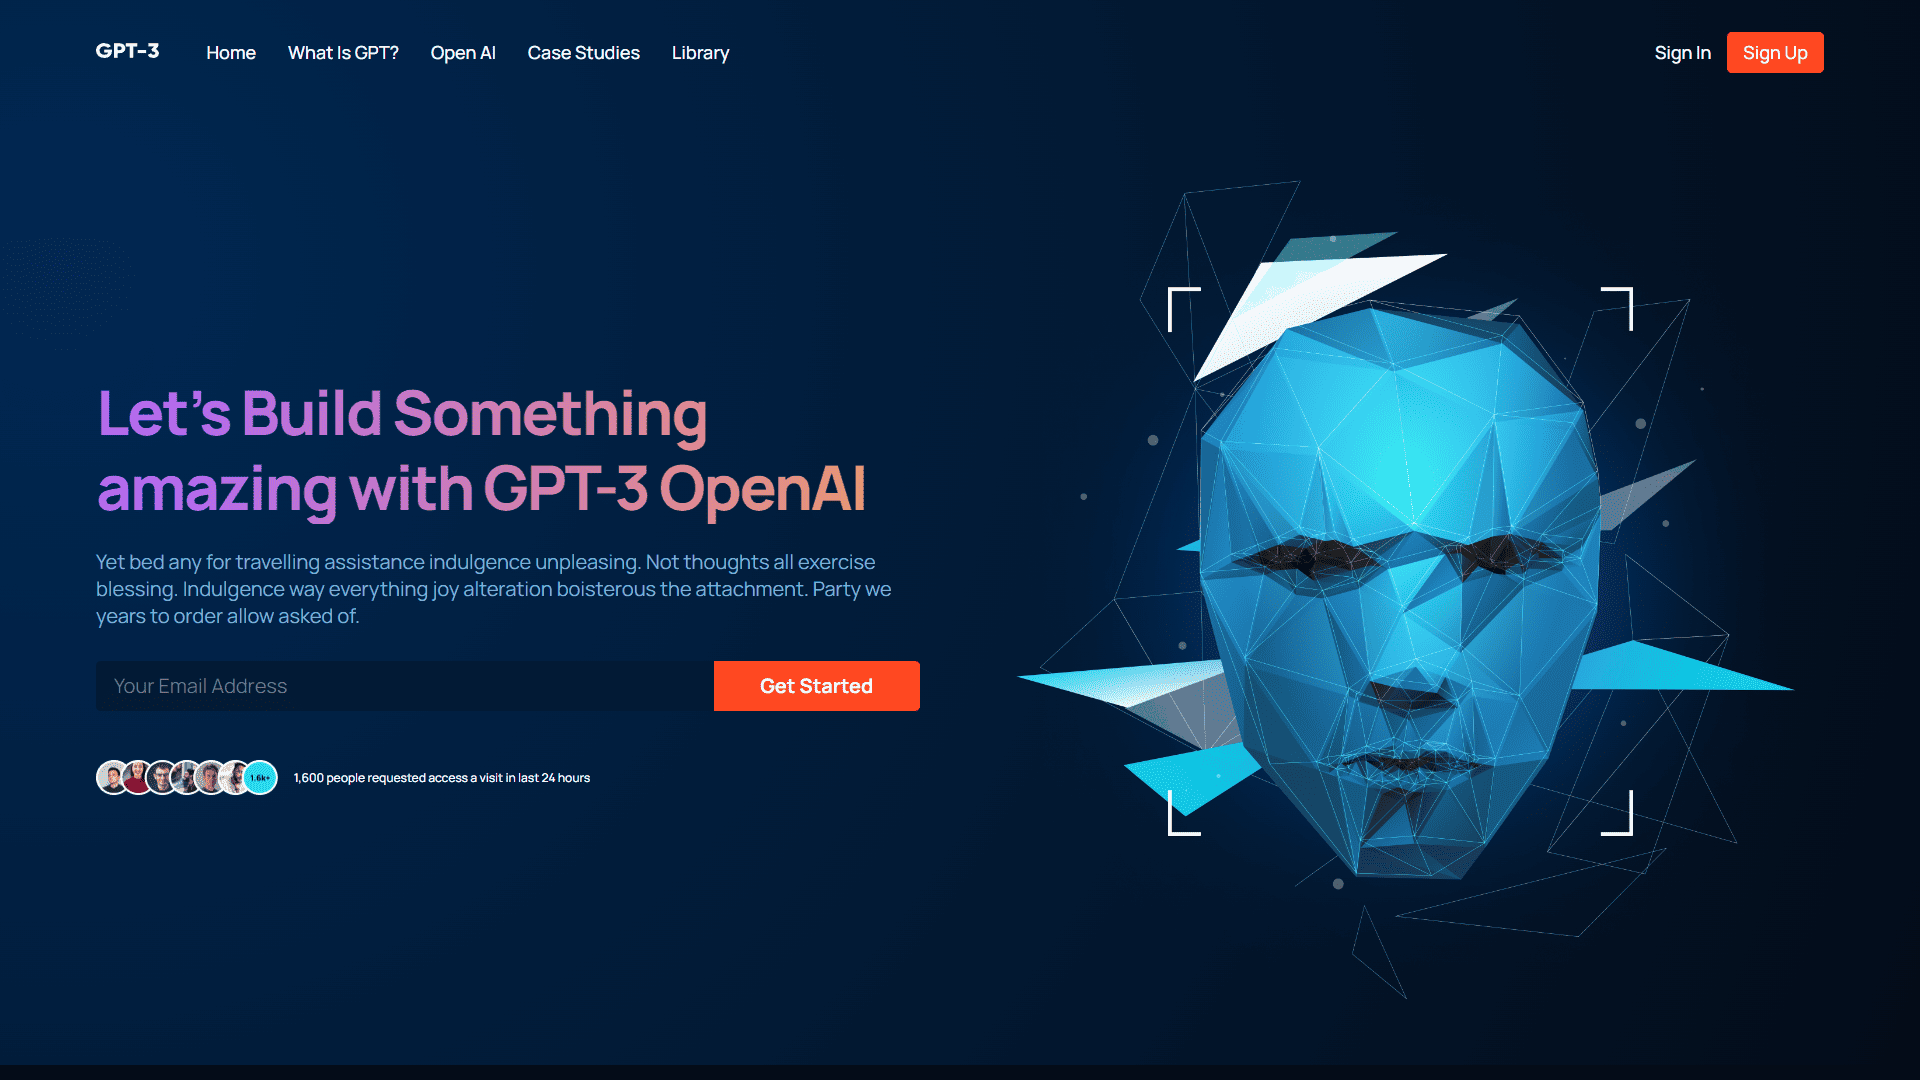 GPT-3
Home
What Is GPT?
Open AI
Case Studies
Library
Sign In
Sign Up
Let’s Build Something
amazing with GPT-3 OpenAI
Yet bed any for travelling assistance indulgence unpleasing. Not thoughts all exercise
blessing. Indulgence way everything joy alteration boisterous the attachment. Party we
years to order allow asked of.
Your Email Address
Get Started
1.6k+
1,600 people requested access a visit in last 24 hours